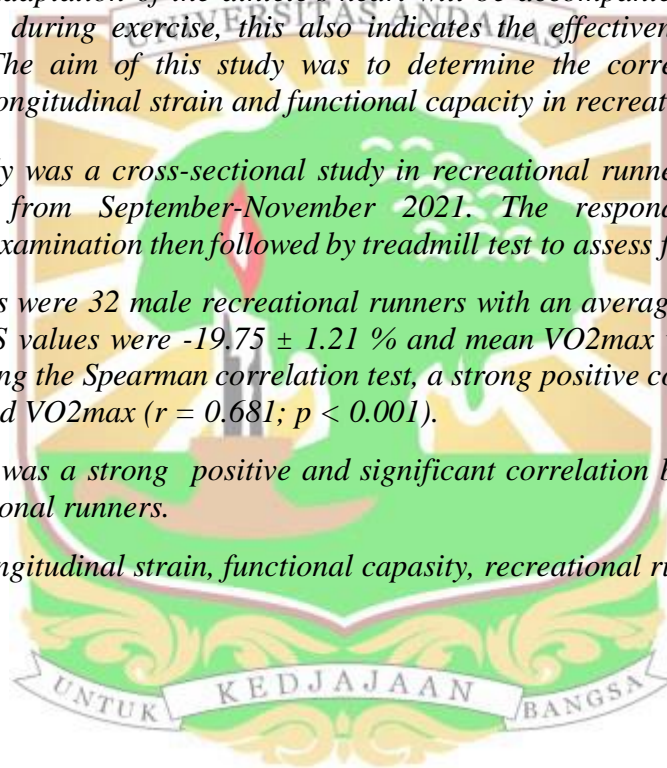 adaptation of the athlete's heart will be accompanie
UNIVERSITAS ANDALAS
during exercise, this also indicates the effectiven
The aim of this study was to determine the corre
ongitudinal strain and functional capacity in recreat
y was a cross-sectional study in recreational runne
from September-November 2021. The respond
xamination then followed by treadmill test to assess f
s were 32 male recreational runners with an averag
S values were -19.75 ± 1.21 % and mean VO2max
ng the Spearman correlation test, a strong positive co
d VO2max (r = 0.681; p < 0.001).
was a strong positive and significant correlation b
onal runners.
ngitudinal strain, functional capasity, recreational ru
UNTUK KEDJAJAAN BANGSA